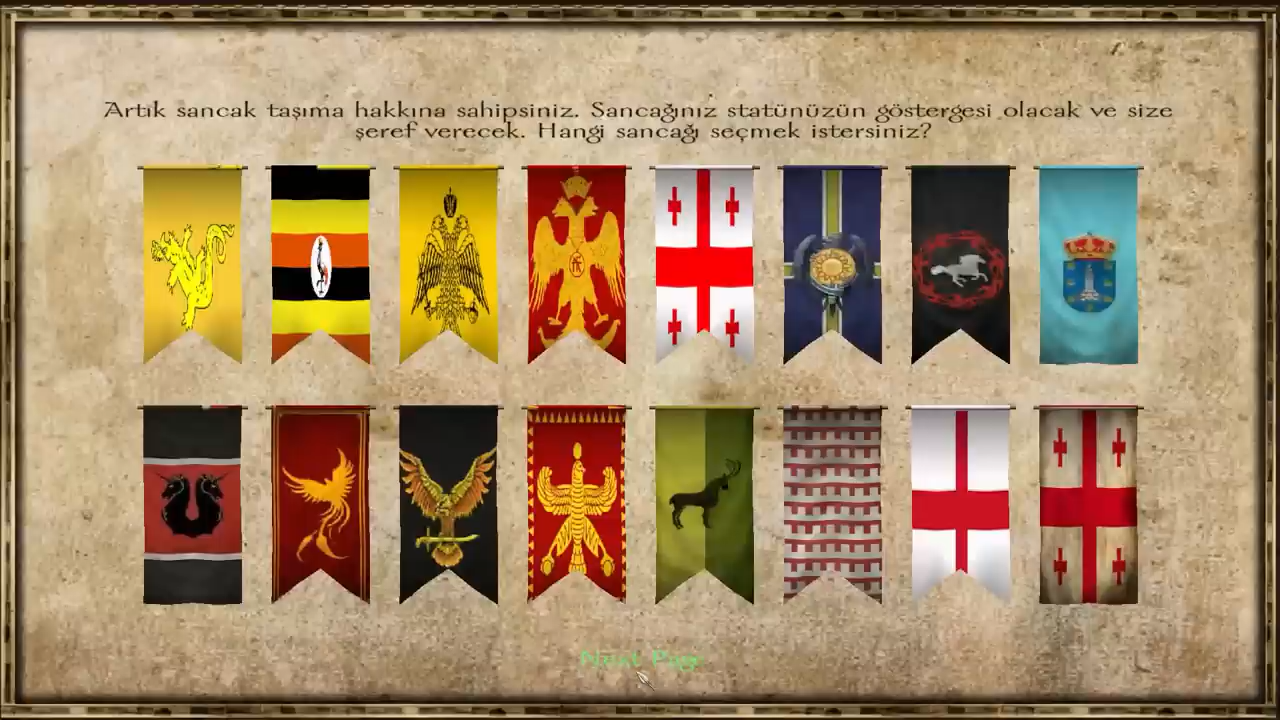 Artık sancak taşıma hakkına sahipsiniz. Sancağınız statünüzün göstergesi olacak ve size
şeref verecek. Hangi sancağı seçmek istersiniz?
Next Page